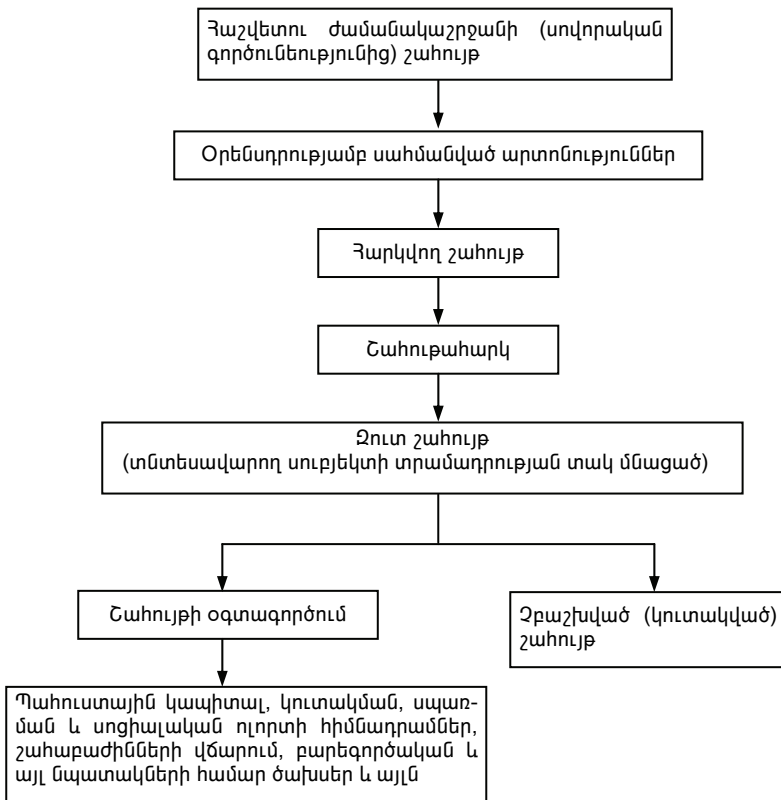 Հաշվետու ժամանակաշրջանի (սովորական
գործունեությունից) շահույթ
Օրենսդրությամբ սահմանված արտոնություններ
Հարկվող շահույթ
Շահութահարկ
Զուտ շահույթ
(տնտեսավարող սուբյեկտի տրամադրության տակ մնացած)
Շահույթի օգտագործում
Չբաշխված (կուտակված)
շահույթ
Պահուստային կապիտալ, կուտակման, սպառ-
ման և սոցիալական ոլորտի հիմնադրամներ,
շահաբաժինների վճարում, բարեգործական և
այլ նպատակների համար ծախսեր և այլն